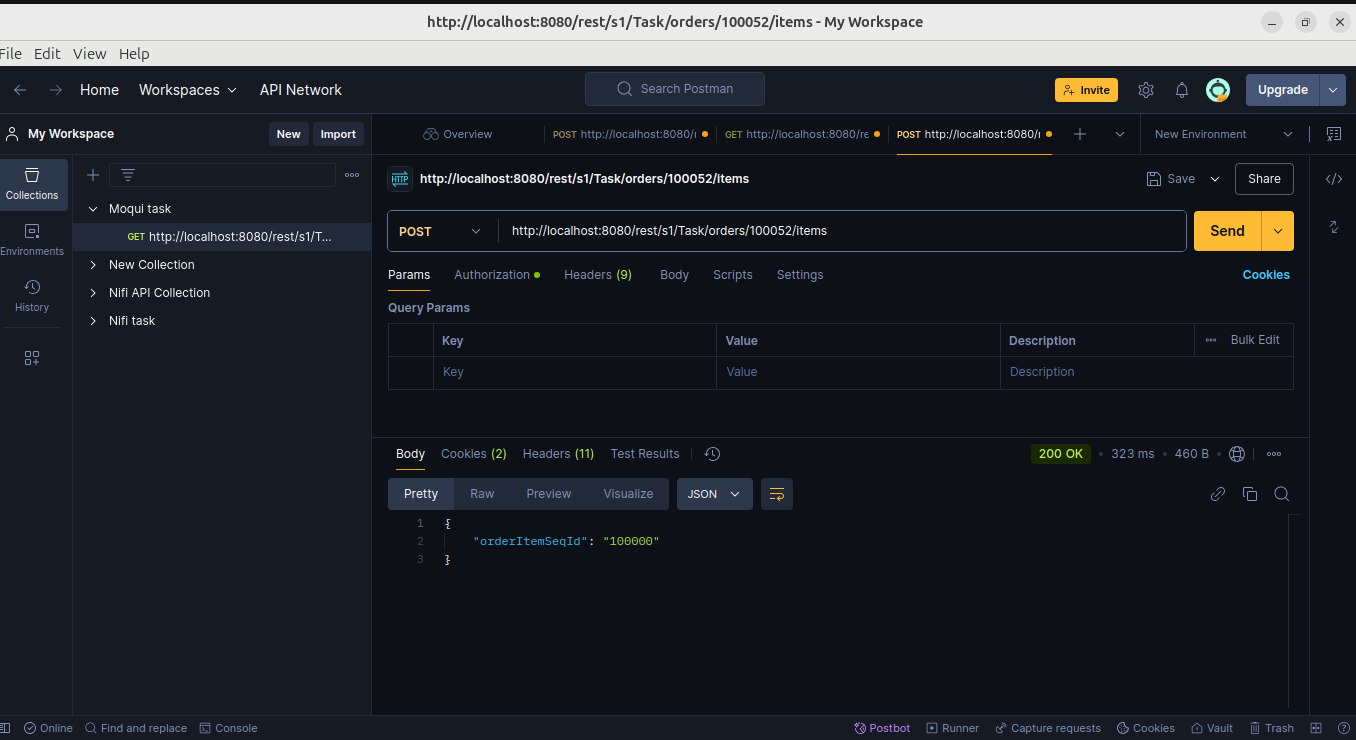 http://localhost:8080/rest/s1/Task/orders/100052/items - My Workspace
File Edit View Help
Home Workspaces API Network Search Postman Invite Upgrade
My Workspace New Import Overview POST http://localhost:8080/r GET http://localhost:8080/re POST http://localhost:8080/r New Environment
Collections
Environments
History
Moqui task
GET http://localhost:8080/rest/s1/T...
New Collection
Nifi API Collection
Nifi task
HTTP http://localhost:8080/rest/s1/Task/orders/100052/items Save Share
POST http://localhost:8080/rest/s1/Task/orders/100052/items Send
Params Authorization Headers (9) Body Scripts Settings Cookies
Query Params
Key Value Description Bulk Edit
Key Value Description
Body Cookies (2) Headers (11) Test Results 200 OK • 323 ms • 460 B •
Pretty Raw Preview Visualize JSON
1 {
2 "orderItemSeqId": "100000"
3 }
Online Find and replace Console Postbot Runner Capture requests Cookies Vault Trash